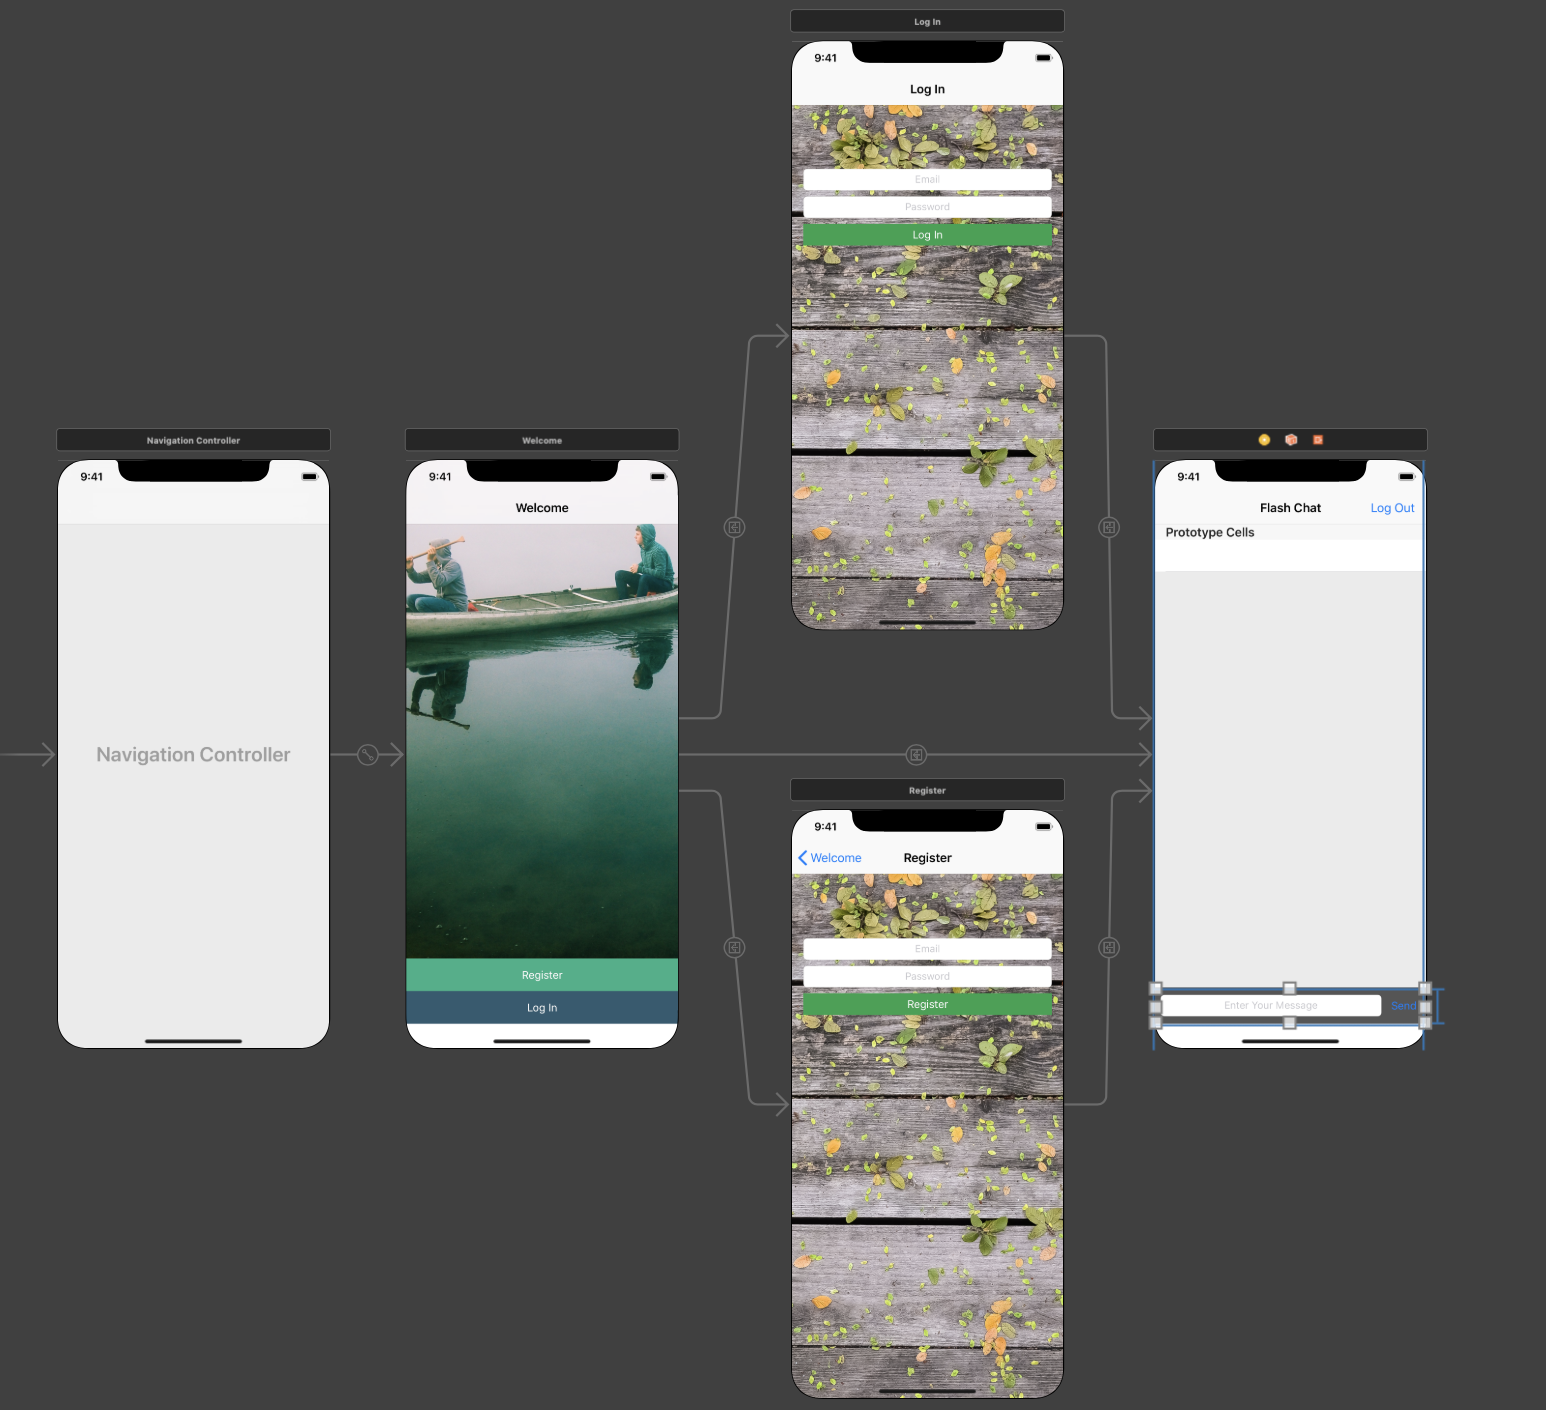 Log In
9:41
Log In
Email
Password
Log In
Navigation Controller
9:41
Navigation Controller
Welcome
9:41
Welcome
Register
Log In
Register
9:41
Welcome
Register
Email
Password
Register
9:41
Flash Chat
Log Out
Prototype Cells
Enter Your Message
Send